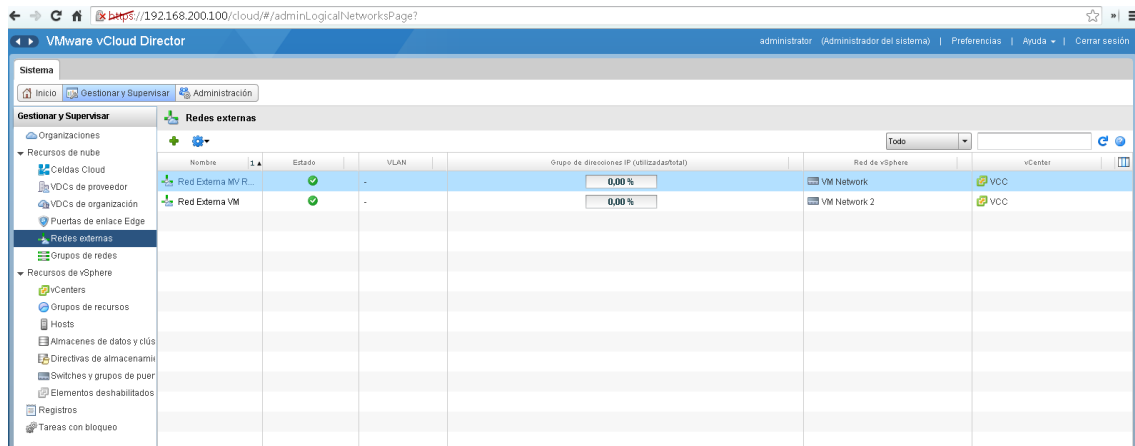 https://192.168.200.100/cloud/#/adminLogicalNetworksPage?
VMware vCloud Director
administrator (Administrador del sistema) | Preferencias | Ayuda | Cerrar sesión
Sistema
Inicio Gestionar y Supervisar Administración
Gestionar y Supervisar
Redes externas
Organizaciones
Todo
Recursos de nube
Nombre 1 Estado VLAN Grupo de direcciones IP (utilizadas/total) Red de vSphere vCenter
Celdas Cloud
VDCs de proveedor
Red Externa MV R... - 0,00 % VM Network VCC
VDCs de organización
Red Externa VM - 0,00 % VM Network 2 VCC
Puertas de enlace Edge
Redes externas
Grupos de redes
Recursos de vSphere
vCenters
Grupos de recursos
Hosts
Almacenes de datos y clús
Directivas de almacenamie
Switches y grupos de puer
Elementos deshabilitados
Registros
Tareas con bloqueo